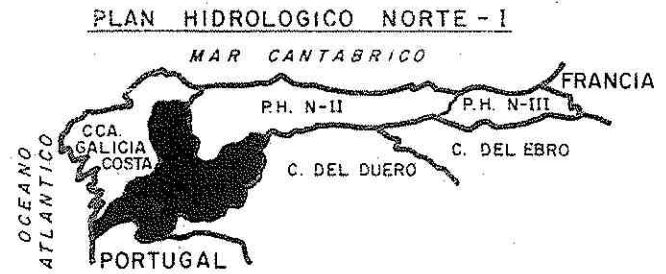 PLAN HIDROLOGICO NORTE - I
MAR CANTABRICO
FRANCIA
P.H. N-II
P.H. N-III
CCA.
GALICIA
COSTA
C. DEL DUERO
C. DEL EBRO
OCEANO
ATLANTICO
PORTUGAL